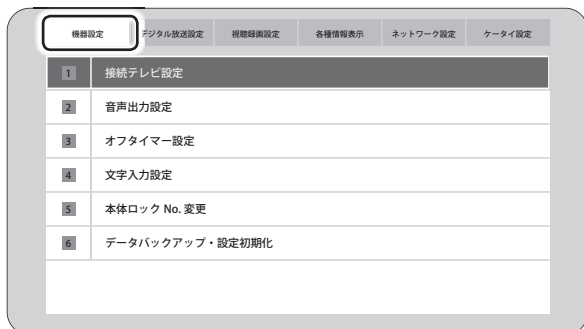 機器設定 デジタル放送設定 視聴録画設定 各種情報表示 ネットワーク設定 ケータイ設定
1 接続テレビ設定
2 音声出力設定
3 オフタイマー設定
4 文字入力設定
5 本体ロック No. 変更
6 データバックアップ・設定初期化